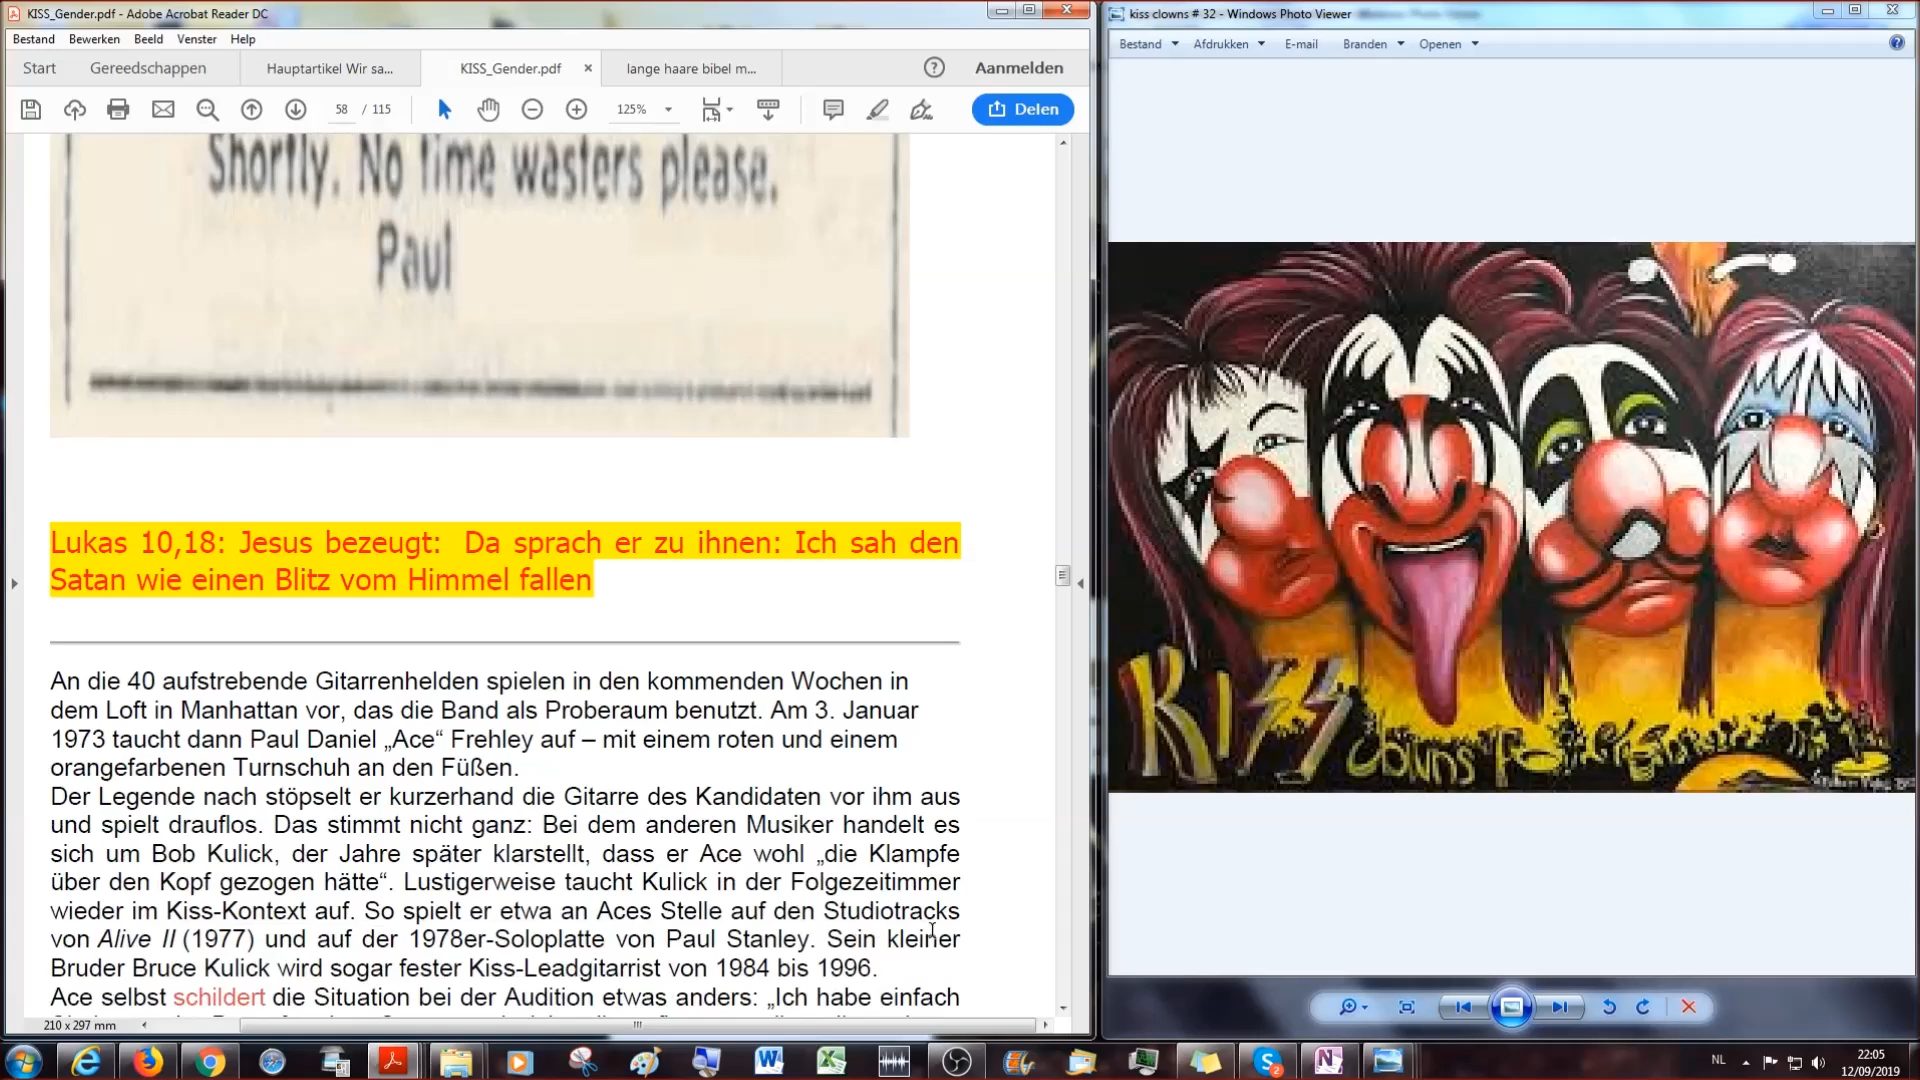 KISS_Gender.pdf - Adobe Acrobat Reader DC
Bestand Bewerken Beeld Venster Help
Start Gereedschappen Hauptartikel Wir sa... KISS_Gender.pdf × lange haare bibel m... Aanmelden
58 / 115 125% Delen
Shortly. No time wasters please.
Paul
Lukas 10,18: Jesus bezeugt: Da sprach er zu ihnen: Ich sah den
Satan wie einen Blitz vom Himmel fallen
An die 40 aufstrebende Gitarrenhelden spielen in den kommenden Wochen in
dem Loft in Manhattan vor, das die Band als Proberaum benutzt. Am 3. Januar
1973 taucht dann Paul Daniel „Ace“ Frehley auf – mit einem roten und einem
orangefarbenen Turnschuh an den Füßen.
Der Legende nach stöpselt er kurzerhand die Gitarre des Kandidaten vor ihm aus
und spielt drauflos. Das stimmt nicht ganz: Bei dem anderen Musiker handelt es
sich um Bob Kulick, der Jahre später klarstellt, dass er Ace wohl „die Klampfe
über den Kopf gezogen hätte“. Lustigerweise taucht Kulick in der Folgezeitimmer
wieder im Kiss-Kontext auf. So spielt er etwa an Aces Stelle auf den Studiotracks
von Alive II (1977) und auf der 1978er-Soloplatte von Paul Stanley. Sein kleiner
Bruder Bruce Kulick wird sogar fester Kiss-Leadgitarrist von 1984 bis 1996.
Ace selbst schildert die Situation bei der Audition etwas anders: „Ich habe einfach
210 x 297 mm
kiss clowns # 32 - Windows Photo Viewer
Bestand Afdrukken E-mail Branden Openen
KISS
NL
22:05
12/09/2019